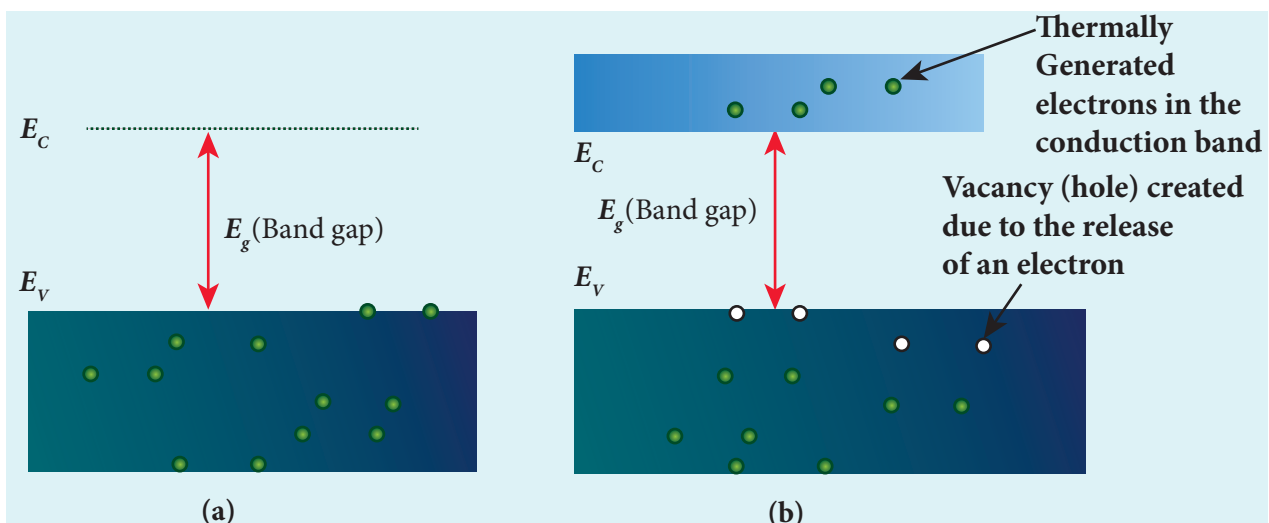 E_C
E_g (Band gap)
E_V
(a)
Thermally
Generated
electrons in the
conduction band
E_C
E_g (Band gap)
Vacancy (hole) created
due to the release
of an electron
E_V
(b)